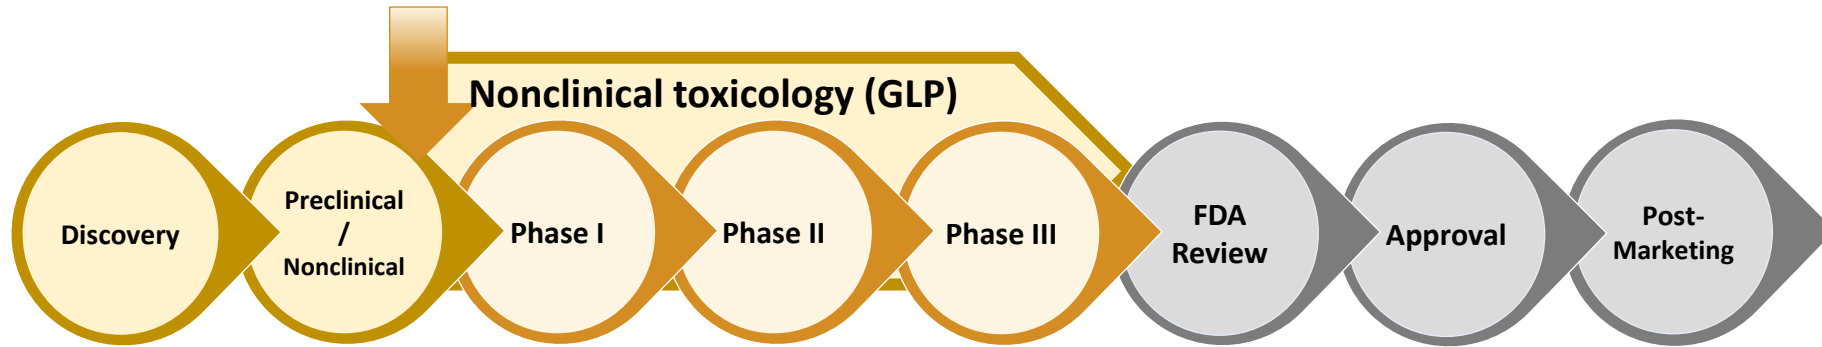 Nonclinical toxicology (GLP)
Discovery
Preclinical
/
Nonclinical
Phase I
Phase II
Phase III
FDA
Review
Approval
Post-
Marketing